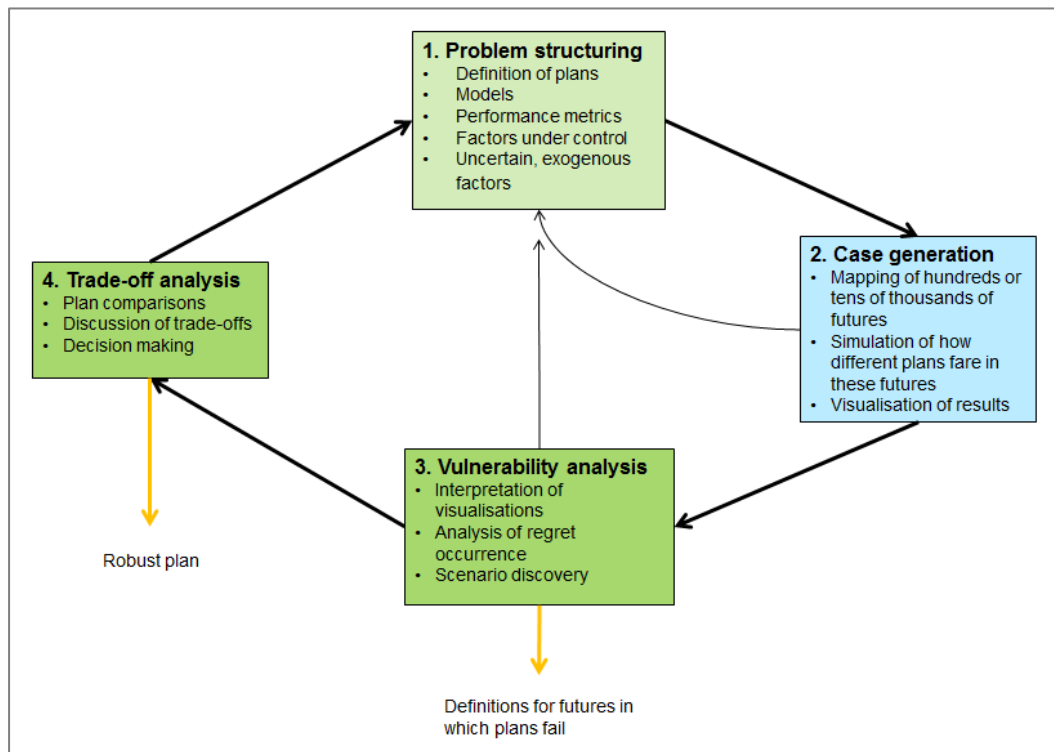 1. Problem structuring
• Definition of plans
• Models
• Performance metrics
• Factors under control
• Uncertain, exogenous
factors
2. Case generation
• Mapping of hundreds or
tens of thousands of
futures
• Simulation of how
different plans fare in
these futures
• Visualisation of results
4. Trade-off analysis
• Plan comparisons
• Discussion of trade-offs
• Decision making
3. Vulnerability analysis
• Interpretation of
visualisations
• Analysis of regret
occurrence
• Scenario discovery
Robust plan
Definitions for futures in
which plans fail